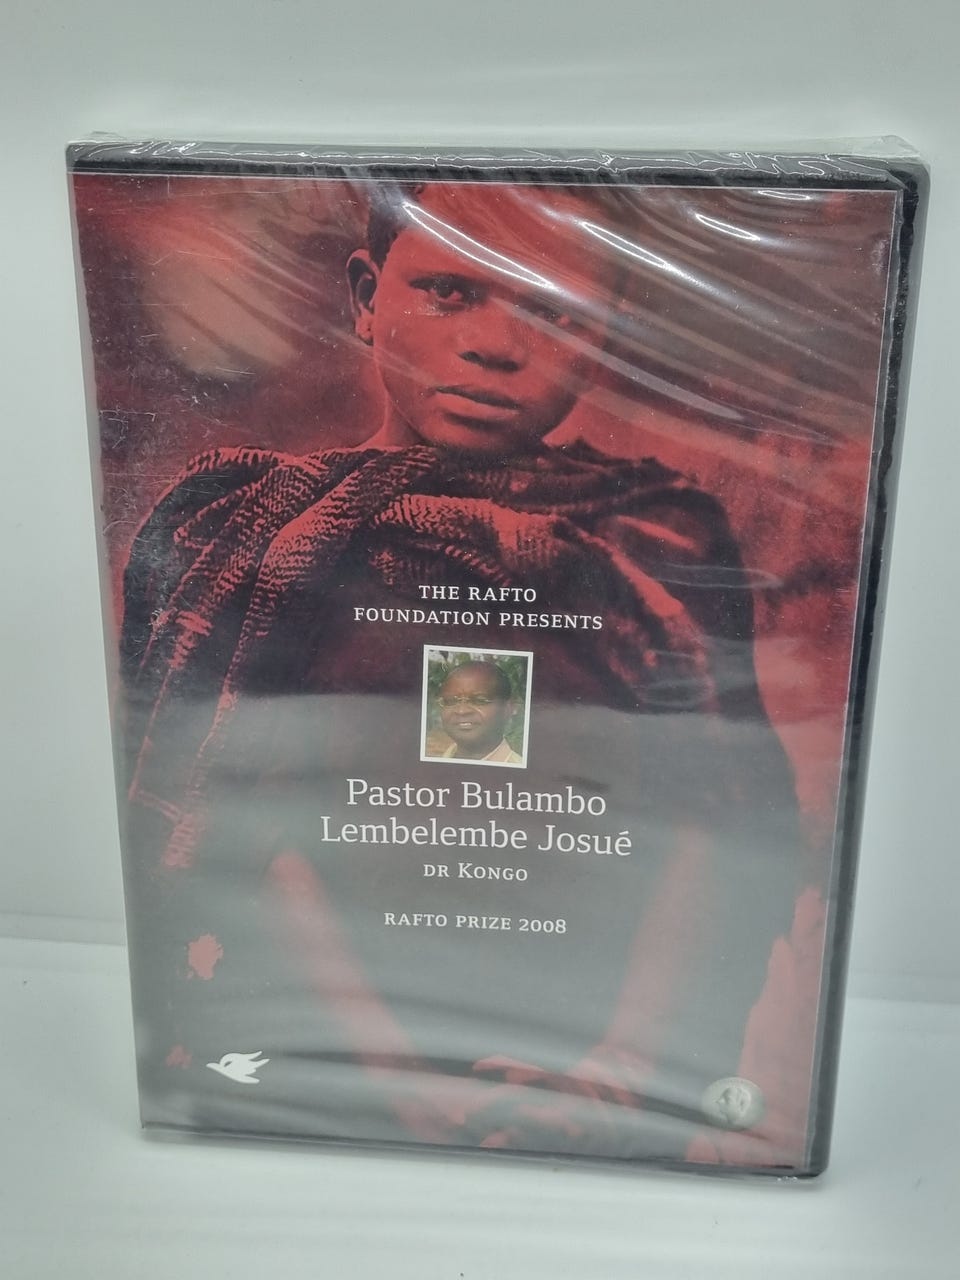 THE RAFTO
FOUNDATION PRESENTS
Pastor Bulambo
Lembelembe Josué
DR KONGO
RAFTO PRIZE 2008